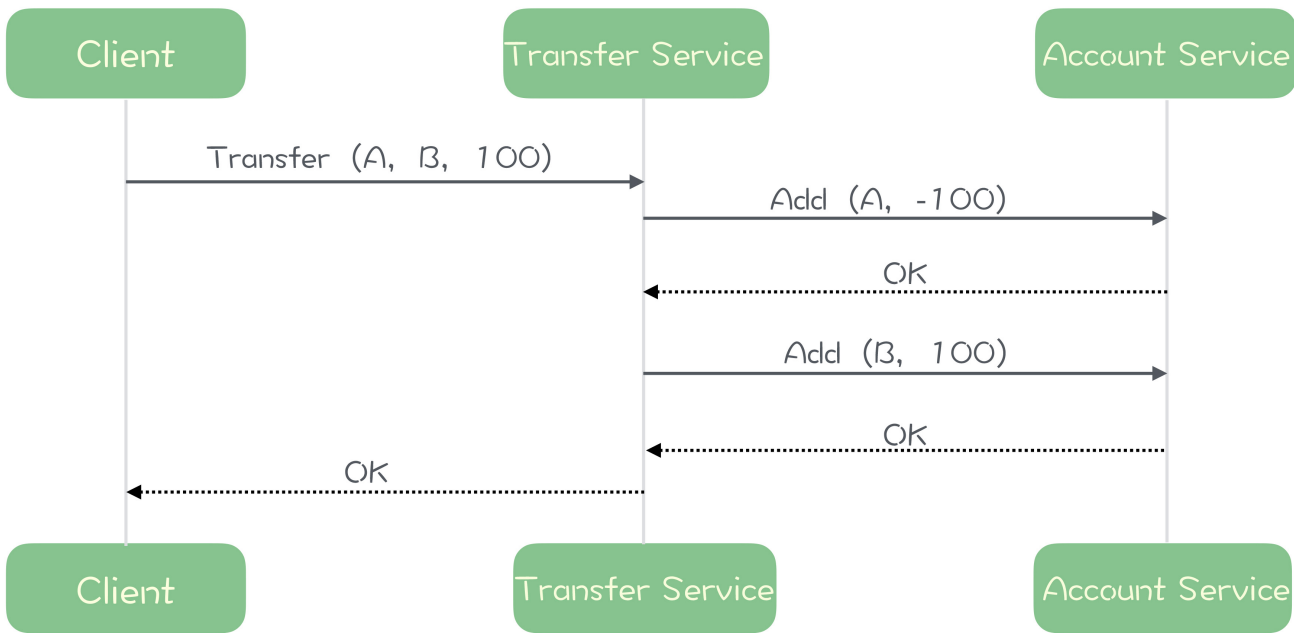 Client
Transfer Service
Account Service
Transfer (A, B, 100)
Add (A, -100)
OK
Add (B, 100)
OK
OK
Client
Transfer Service
Account Service